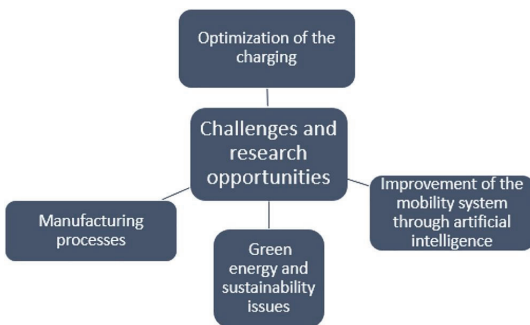 Optimization of the
charging
Challenges and
research
opportunities
Improvement of the
mobility system
through artificial
intelligence
Manufacturing
processes
Green
energy and
sustainability
issues